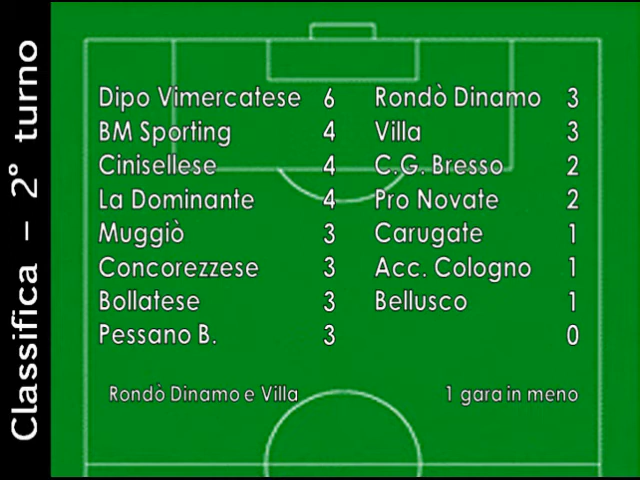 Classifica - 2° turno
Dipo Vimercatese 6
BM Sporting 4
Cinisellese 4
La Dominante 4
Muggiò 3
Concorezzese 3
Bollatese 3
Pessano B. 3
Rondò Dinamo 3
Villa 3
C.G. Bresso 2
Pro Novate 2
Carugate 1
Acc. Cologno 1
Bellusco 1
0
Rondò Dinamo e Villa 1 gara in meno